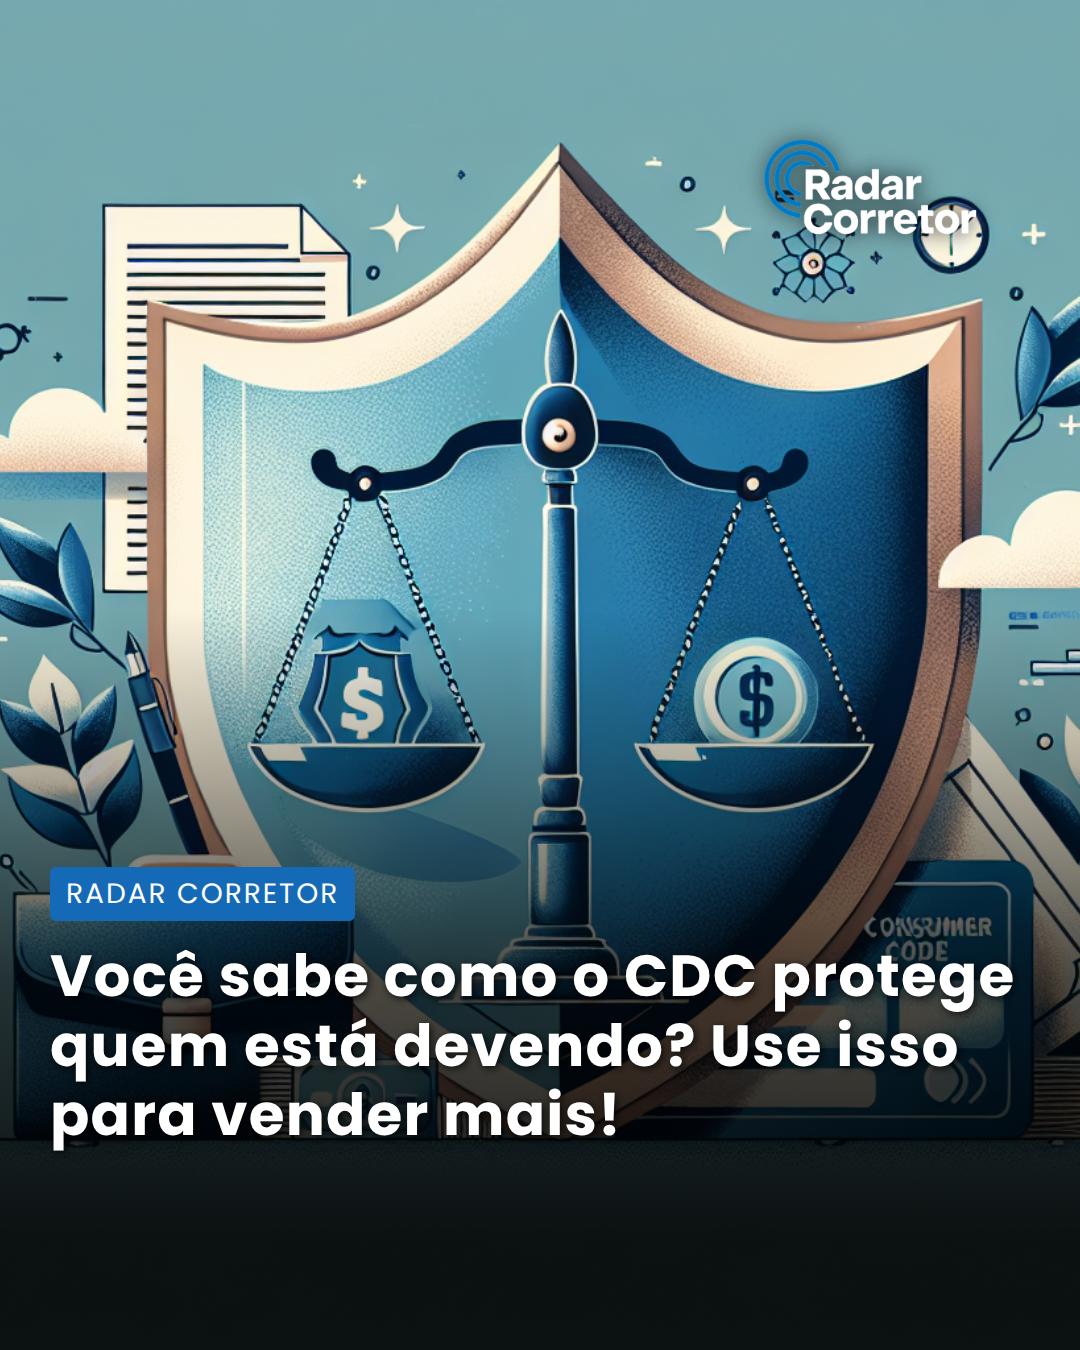 Radar
Corretor
$
$
CONSUMER
CODE
RADAR CORRETOR
Você sabe como o CDC protege
quem está devendo? Use isso
para vender mais!